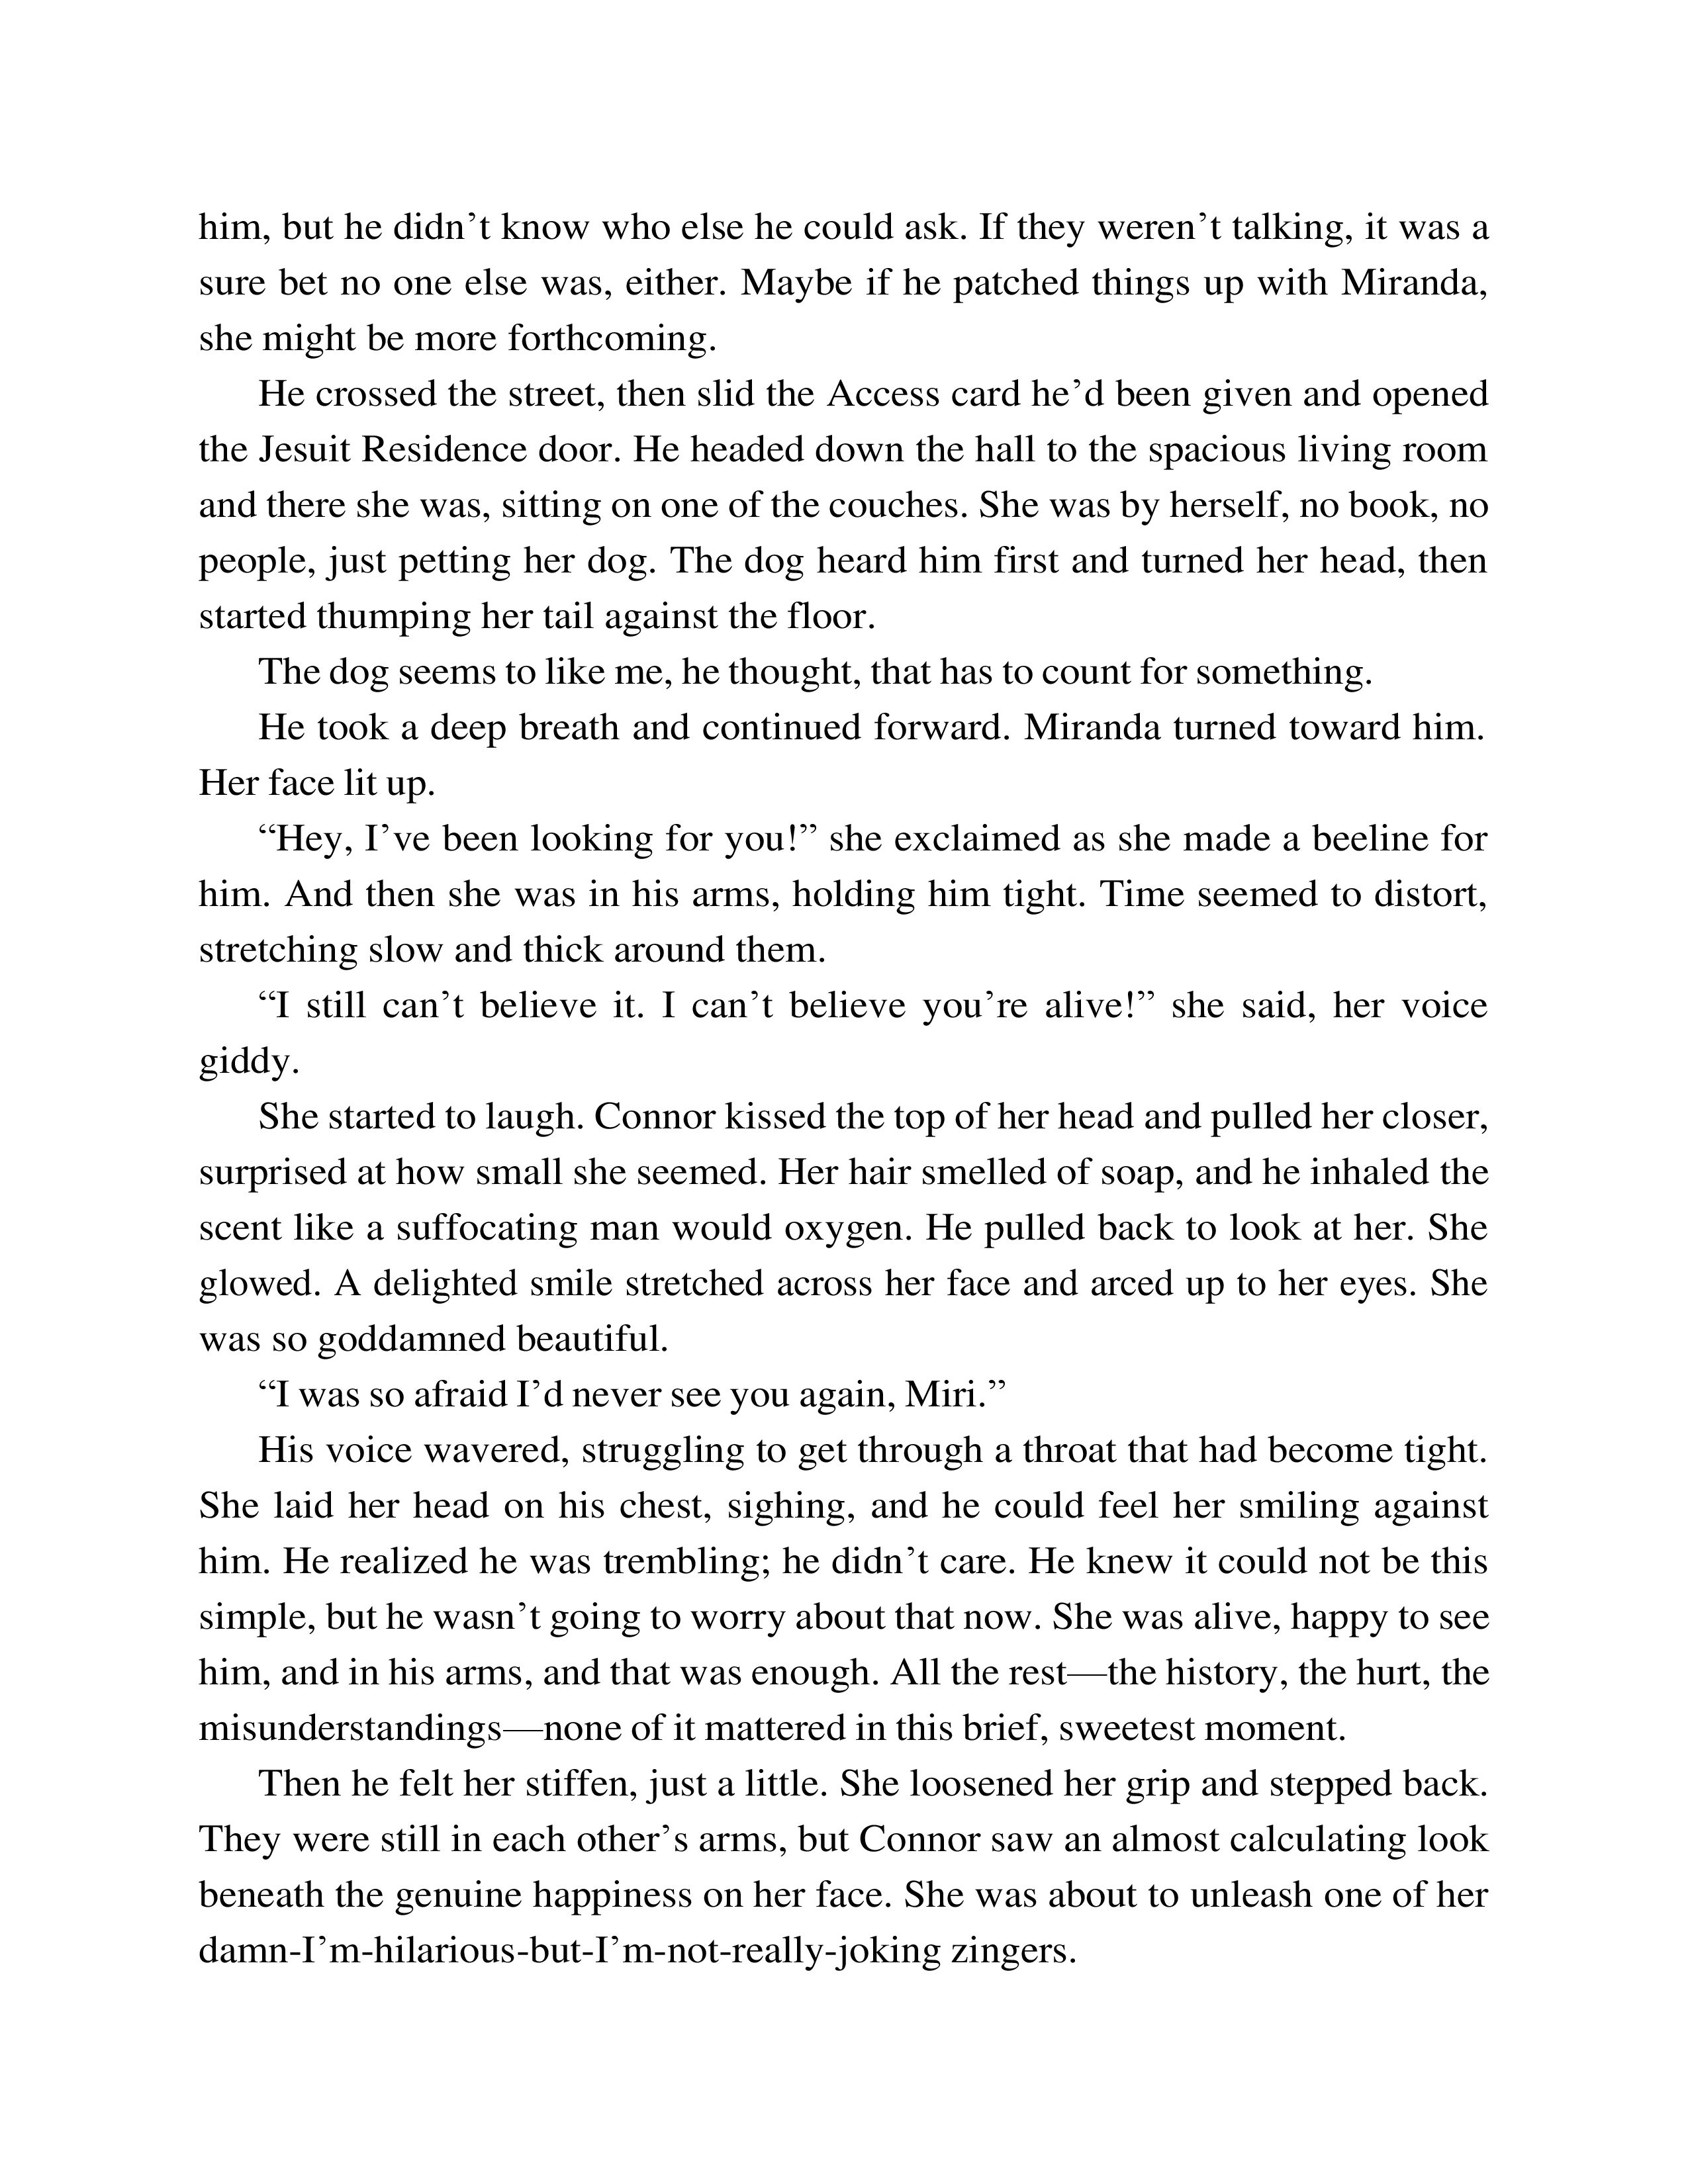 him, but he didn’t know who else he could ask. If they weren’t talking, it was a
sure bet no one else was, either. Maybe if he patched things up with Miranda,
she might be more forthcoming.
He crossed the street, then slid the Access card he’d been given and opened
the Jesuit Residence door. He headed down the hall to the spacious living room
and there she was, sitting on one of the couches. She was by herself, no book, no
people, just petting her dog. The dog heard him first and turned her head, then
started thumping her tail against the floor.
The dog seems to like me, he thought, that has to count for something.
He took a deep breath and continued forward. Miranda turned toward him.
Her face lit up.
“Hey, I’ve been looking for you!” she exclaimed as she made a beeline for
him. And then she was in his arms, holding him tight. Time seemed to distort,
stretching slow and thick around them.
“I still can’t believe it. I can’t believe you’re alive!” she said, her voice
giddy.
She started to laugh. Connor kissed the top of her head and pulled her closer,
surprised at how small she seemed. Her hair smelled of soap, and he inhaled the
scent like a suffocating man would oxygen. He pulled back to look at her. She
glowed. A delighted smile stretched across her face and arced up to her eyes. She
was so goddamned beautiful.
“I was so afraid I’d never see you again, Miri.”
His voice wavered, struggling to get through a throat that had become tight.
She laid her head on his chest, sighing, and he could feel her smiling against
him. He realized he was trembling; he didn’t care. He knew it could not be this
simple, but he wasn’t going to worry about that now. She was alive, happy to see
him, and in his arms, and that was enough. All the rest—the history, the hurt, the
misunderstandings—none of it mattered in this brief, sweetest moment.
Then he felt her stiffen, just a little. She loosened her grip and stepped back.
They were still in each other’s arms, but Connor saw an almost calculating look
beneath the genuine happiness on her face. She was about to unleash one of her
damn-I’m-hilarious-but-I’m-not-really-joking zingers.